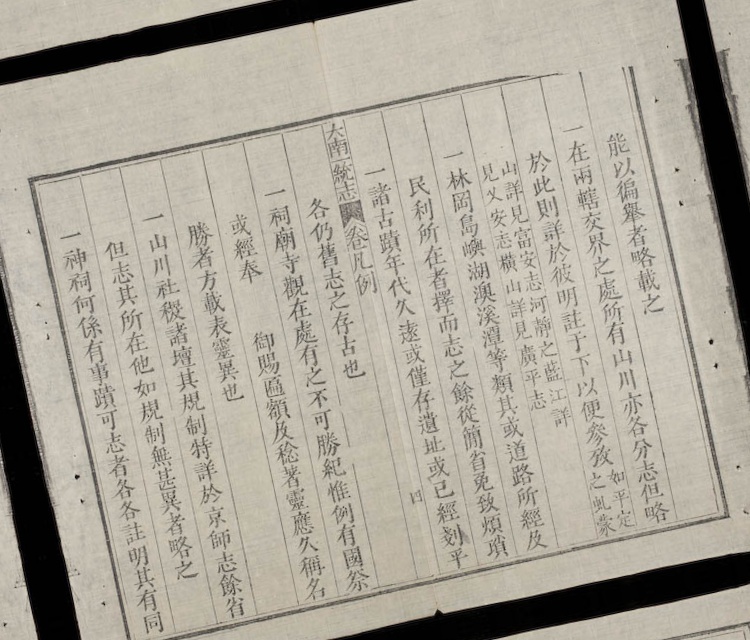 能以徧舉者略載之
一在兩轄交界之處所有山川亦各分志但略
於此則詳於彼明註于下以便參攷之如平定虬蒙
山詳見富安志河靜之藍江詳
見乂安志橫山詳見廣平志
一林岡島嶼湖澳溪潭等類其或道路所經及
民利所在者擇而志之餘從簡省免致煩瑣
一諸古蹟年代久遠或僅存遺址或已經剗平
大南一統志 卷凡例 四
各仍舊志之存古也
一祠廟寺觀在處有之不可勝紀惟例有國祭
或經奉 御賜匾額及稔著靈應久稱名
勝者方載表靈異也
一山川社稷諸壇其規制特詳於京師志餘省
但志其所在他如規制無甚異者略之
一神祠何係有事蹟可志者各各註明其有同